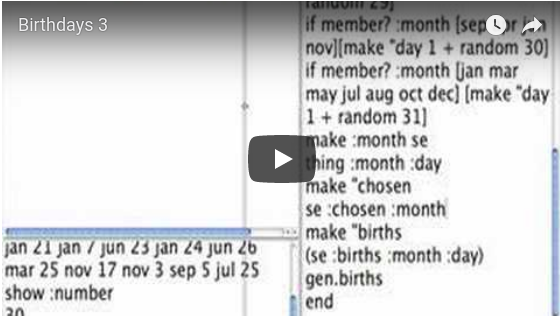 Birthdays 3
random 29]
if member? :month [sep
nov][make "day 1 + random 30]
if member? :month [jan mar
may jul aug oct dec] [make "day
1 + random 31]
make :month se
thing :month :day
make "chosen
se :chosen :month
make "births
(se :births :month :day)
gen.births
end
jan 21 jan 7 jun 23 jan 24 jun 26
mar 25 nov 17 nov 3 sep 5 jul 25
show :number
30